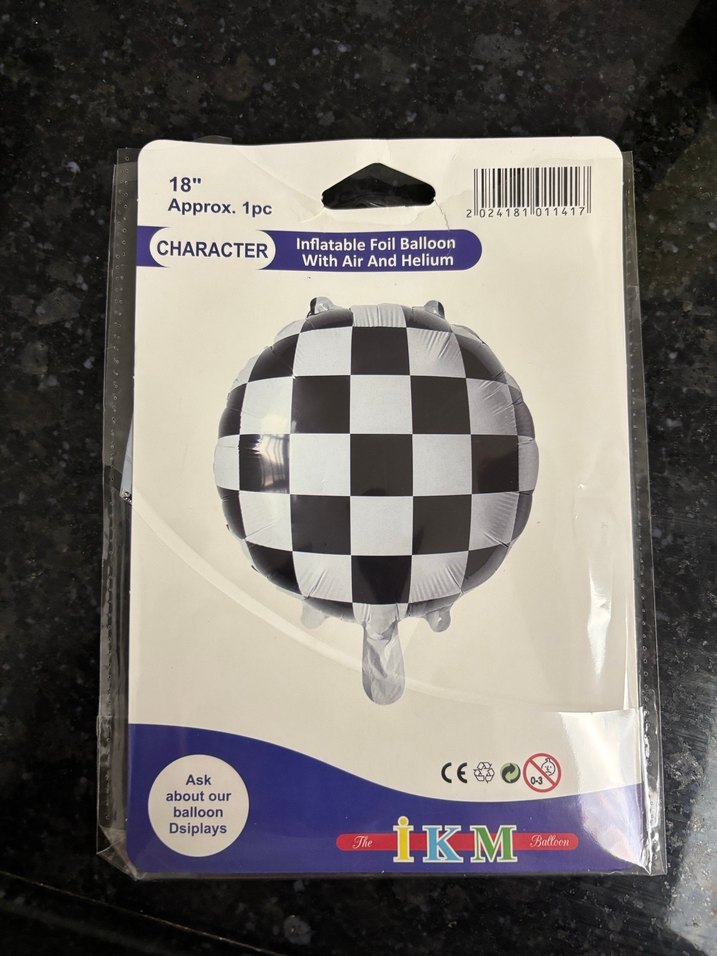 18"
Approx. 1pc
2 024181 011417
CHARACTER
Inflatable Foil Balloon
With Air And Helium
CE
0-3
Ask
about our
balloon
Dsiplays
The İKM Balloon